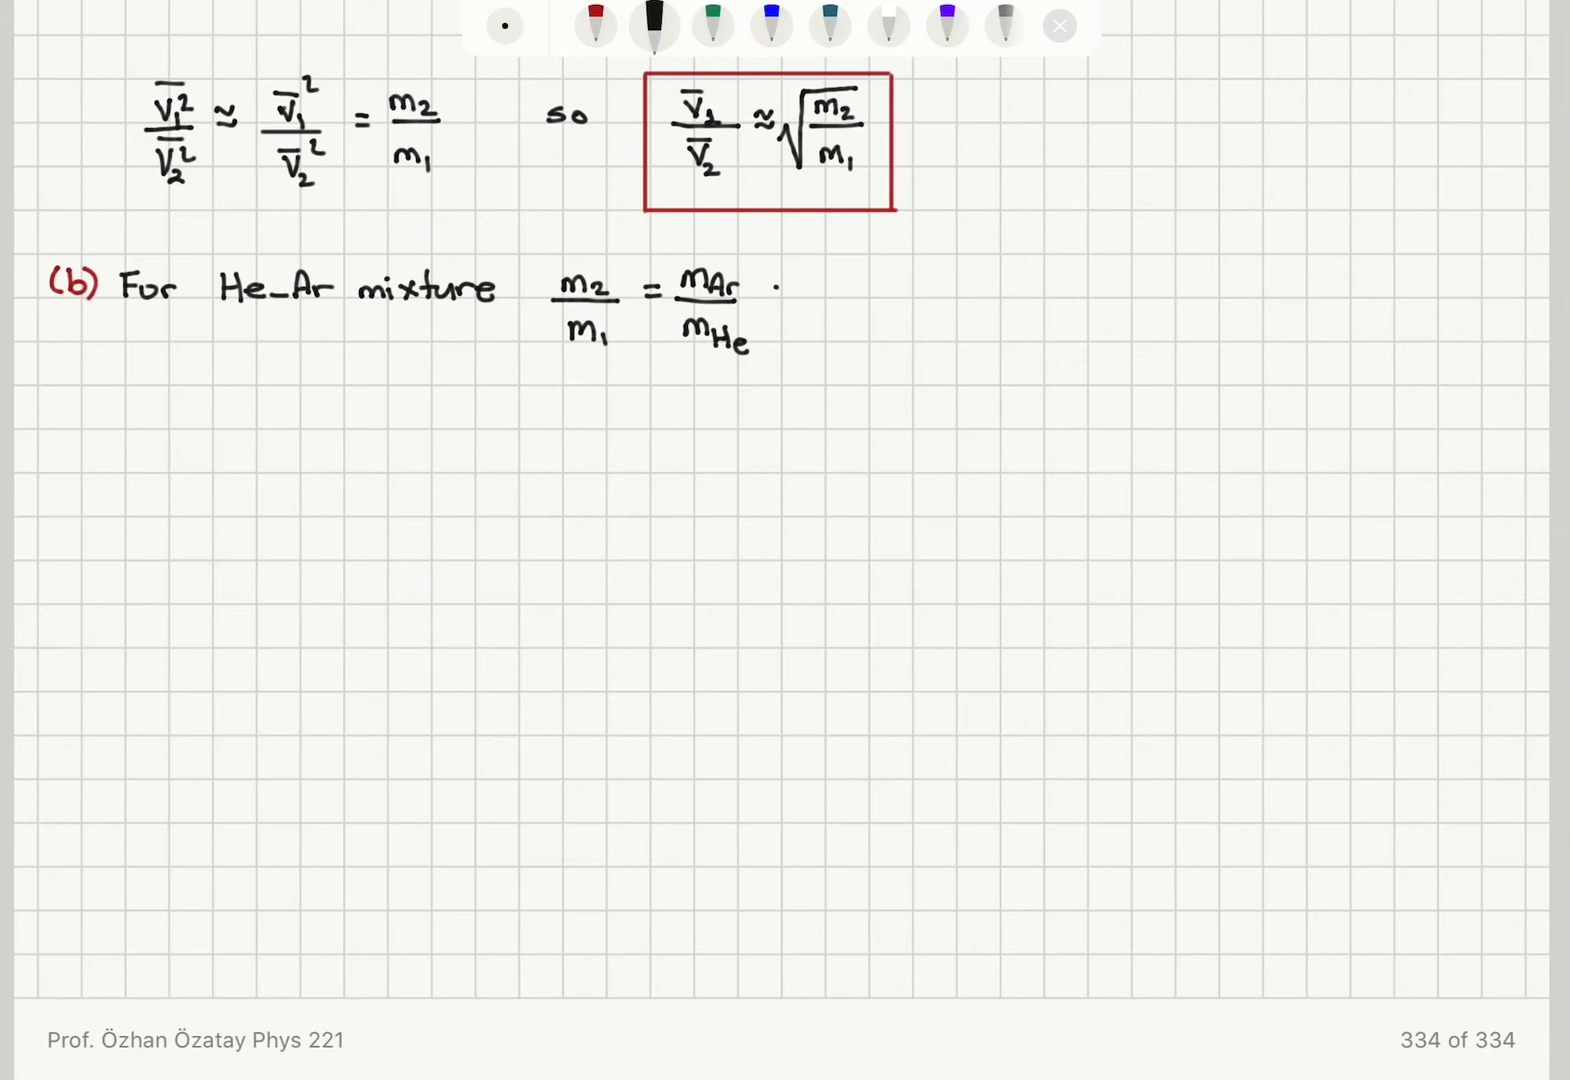 v̅₁²/v̅₂² ≈ v̅₁²/v̅₂² = m₂/m₁ so v̅₁/v̅₂ ≈ √(m₂/m₁)
(b) For He-Ar mixture m₂/m₁ = m_Ar/m_He .
Prof. Özhan Özatay Phys 221
334 of 334